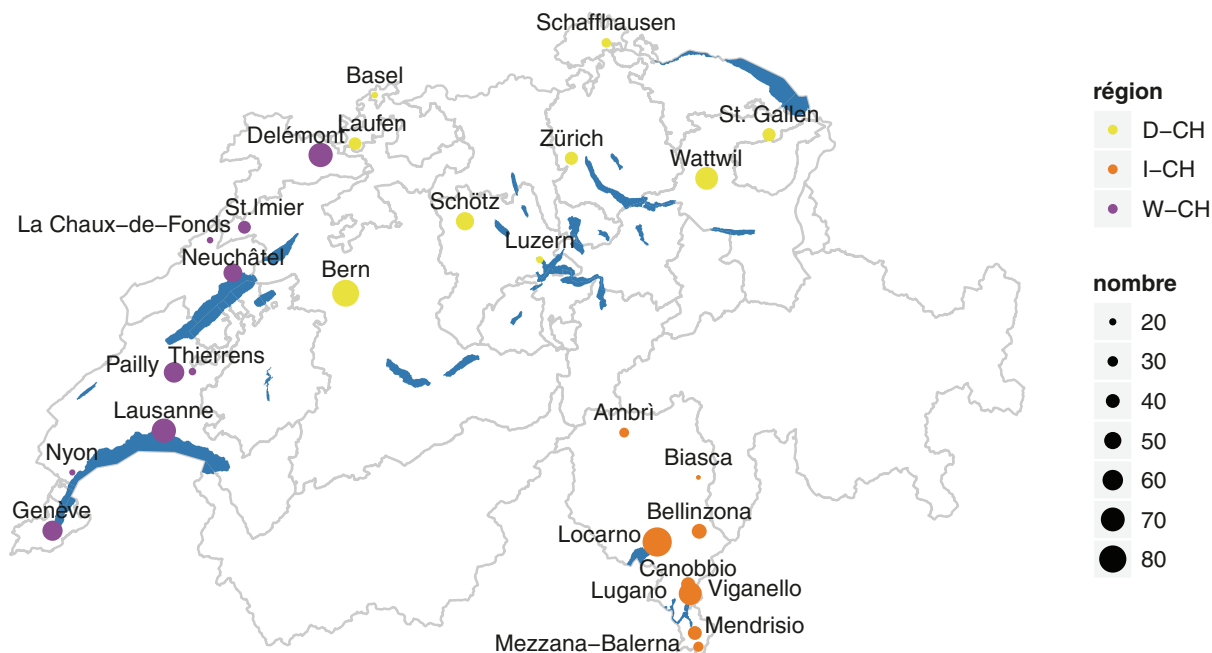 Schaffhausen
Basel
Laufen
Delémont
St. Gallen
Zürich
Wattwil
Schötz
St.Imier
La Chaux−de−Fonds
Luzern
Neuchâtel
Bern
Thierrens
Pailly
Lausanne
Ambrì
Nyon
Biasca
Genève
Bellinzona
Locarno
Canobbio
Lugano
Viganello
Mendrisio
Mezzana−Balerna
région
D−CH
I−CH
W−CH
nombre
20
30
40
50
60
70
80